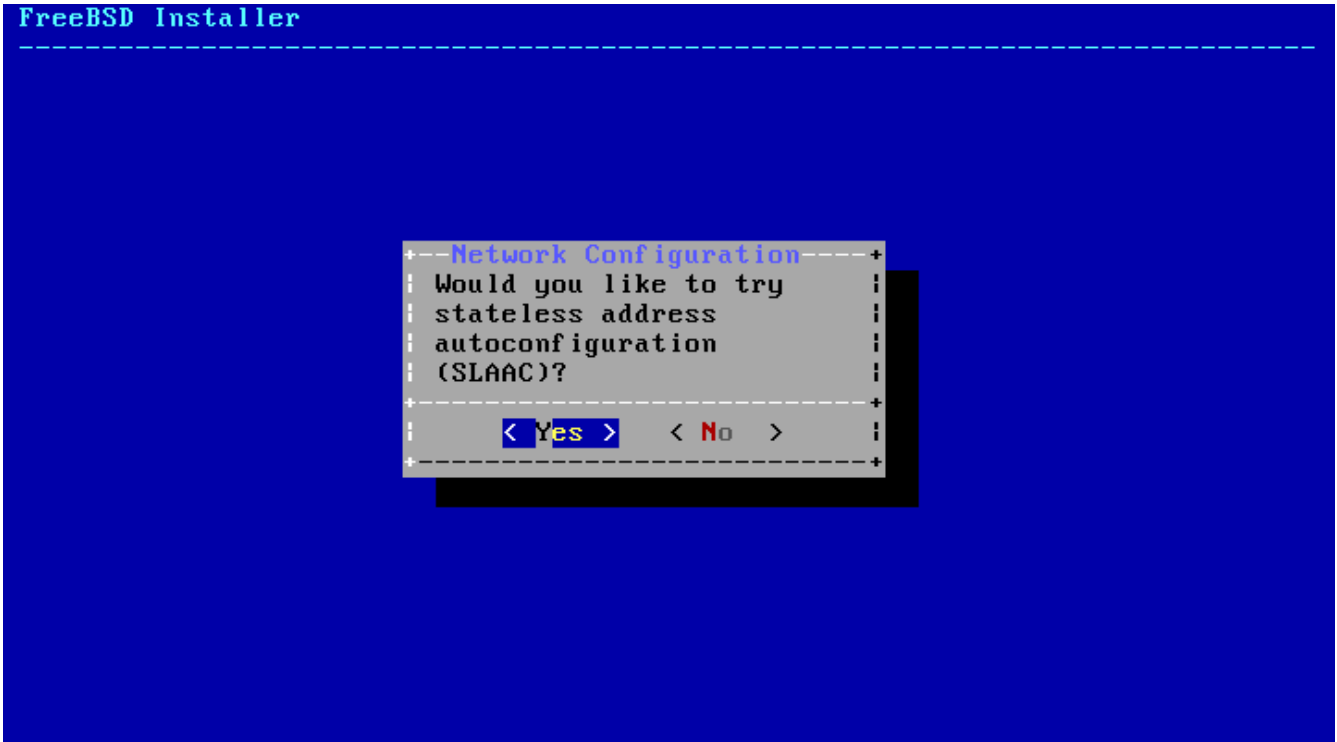 FreeBSD Installer
Network Configuration
Would you like to try
stateless address
autoconfiguration
(SLAAC)?
< Yes > < No >